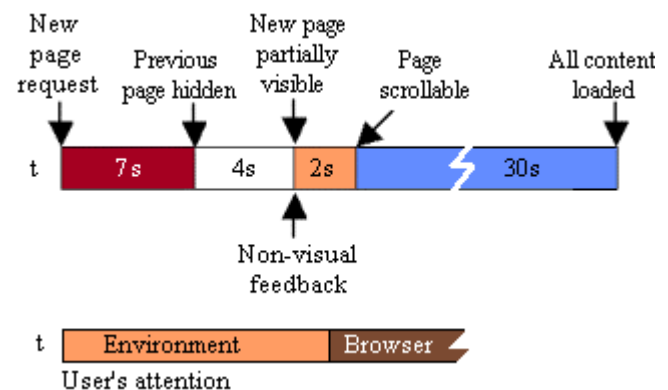 New
page
request
Previous
page hidden
New page
partially
visible
Page
scrollable
All content
loaded
t
7s
4s
2s
30s
Non-visual
feedback
t
Environment
Browser
User's attention